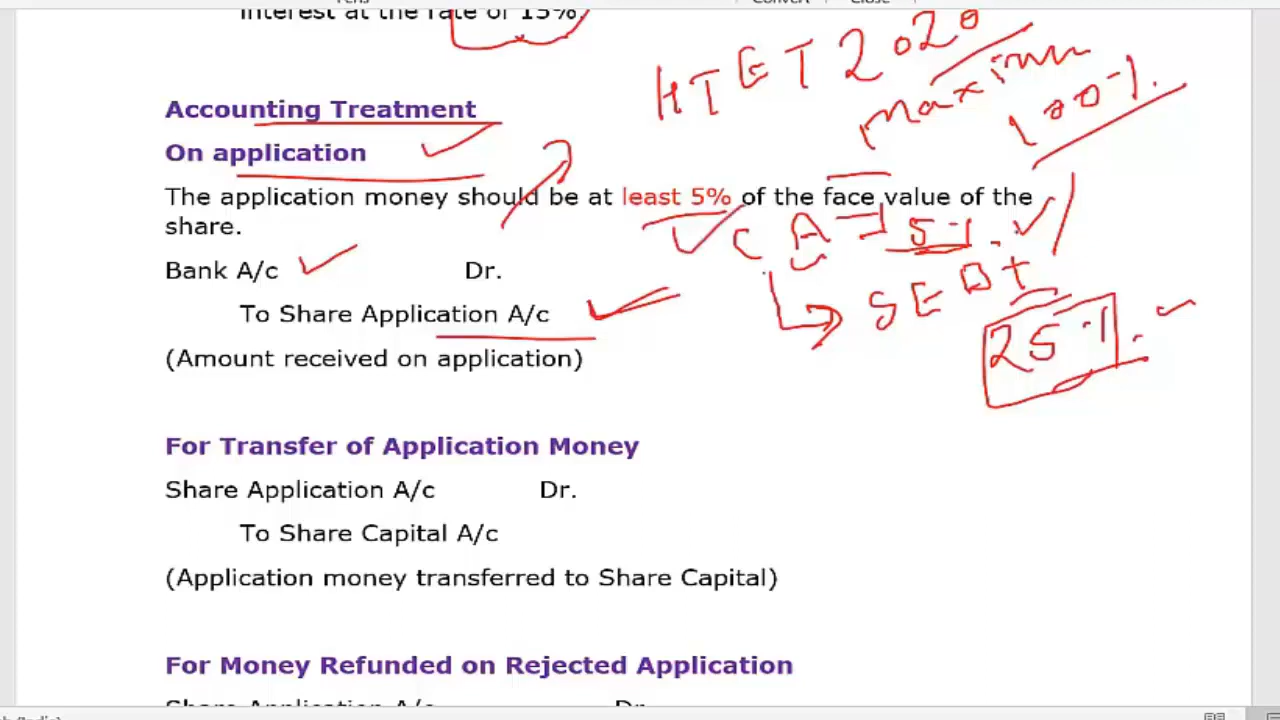 Interest at the rate of 15%.
HTET 2020
maximum
100%.
Accounting Treatment
On application
The application money should be at least 5% of the face value of the
share.
CA = 5%.
Bank A/c Dr.
SEBI
To Share Application A/c
25%.
(Amount received on application)
For Transfer of Application Money
Share Application A/c Dr.
To Share Capital A/c
(Application money transferred to Share Capital)
For Money Refunded on Rejected Application
Share Application A/c Dr.